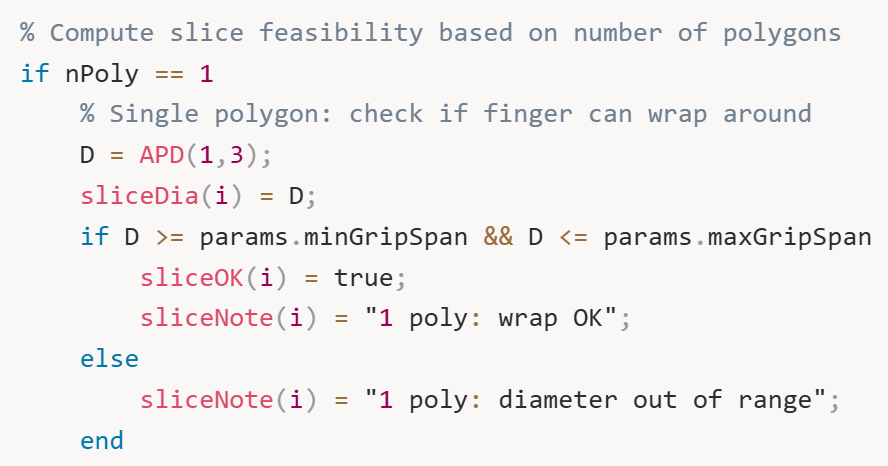 % Compute slice feasibility based on number of polygons
if nPoly == 1
    % Single polygon: check if finger can wrap around
    D = APD(1,3);
    sliceDia(i) = D;
    if D >= params.minGripSpan && D <= params.maxGripSpan
        sliceOK(i) = true;
        sliceNote(i) = "1 poly: wrap OK";
    else
        sliceNote(i) = "1 poly: diameter out of range";
    end